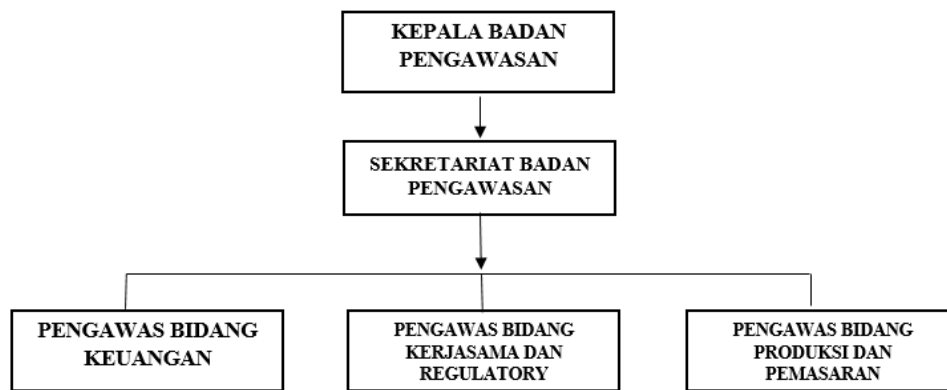 KEPALA BADAN
PENGAWASAN
SEKRETARIAT BADAN
PENGAWASAN
PENGAWAS BIDANG
KEUANGAN
PENGAWAS BIDANG
KERJASAMA DAN
REGULATORY
PENGAWAS BIDANG
PRODUKSI DAN
PEMASARAN